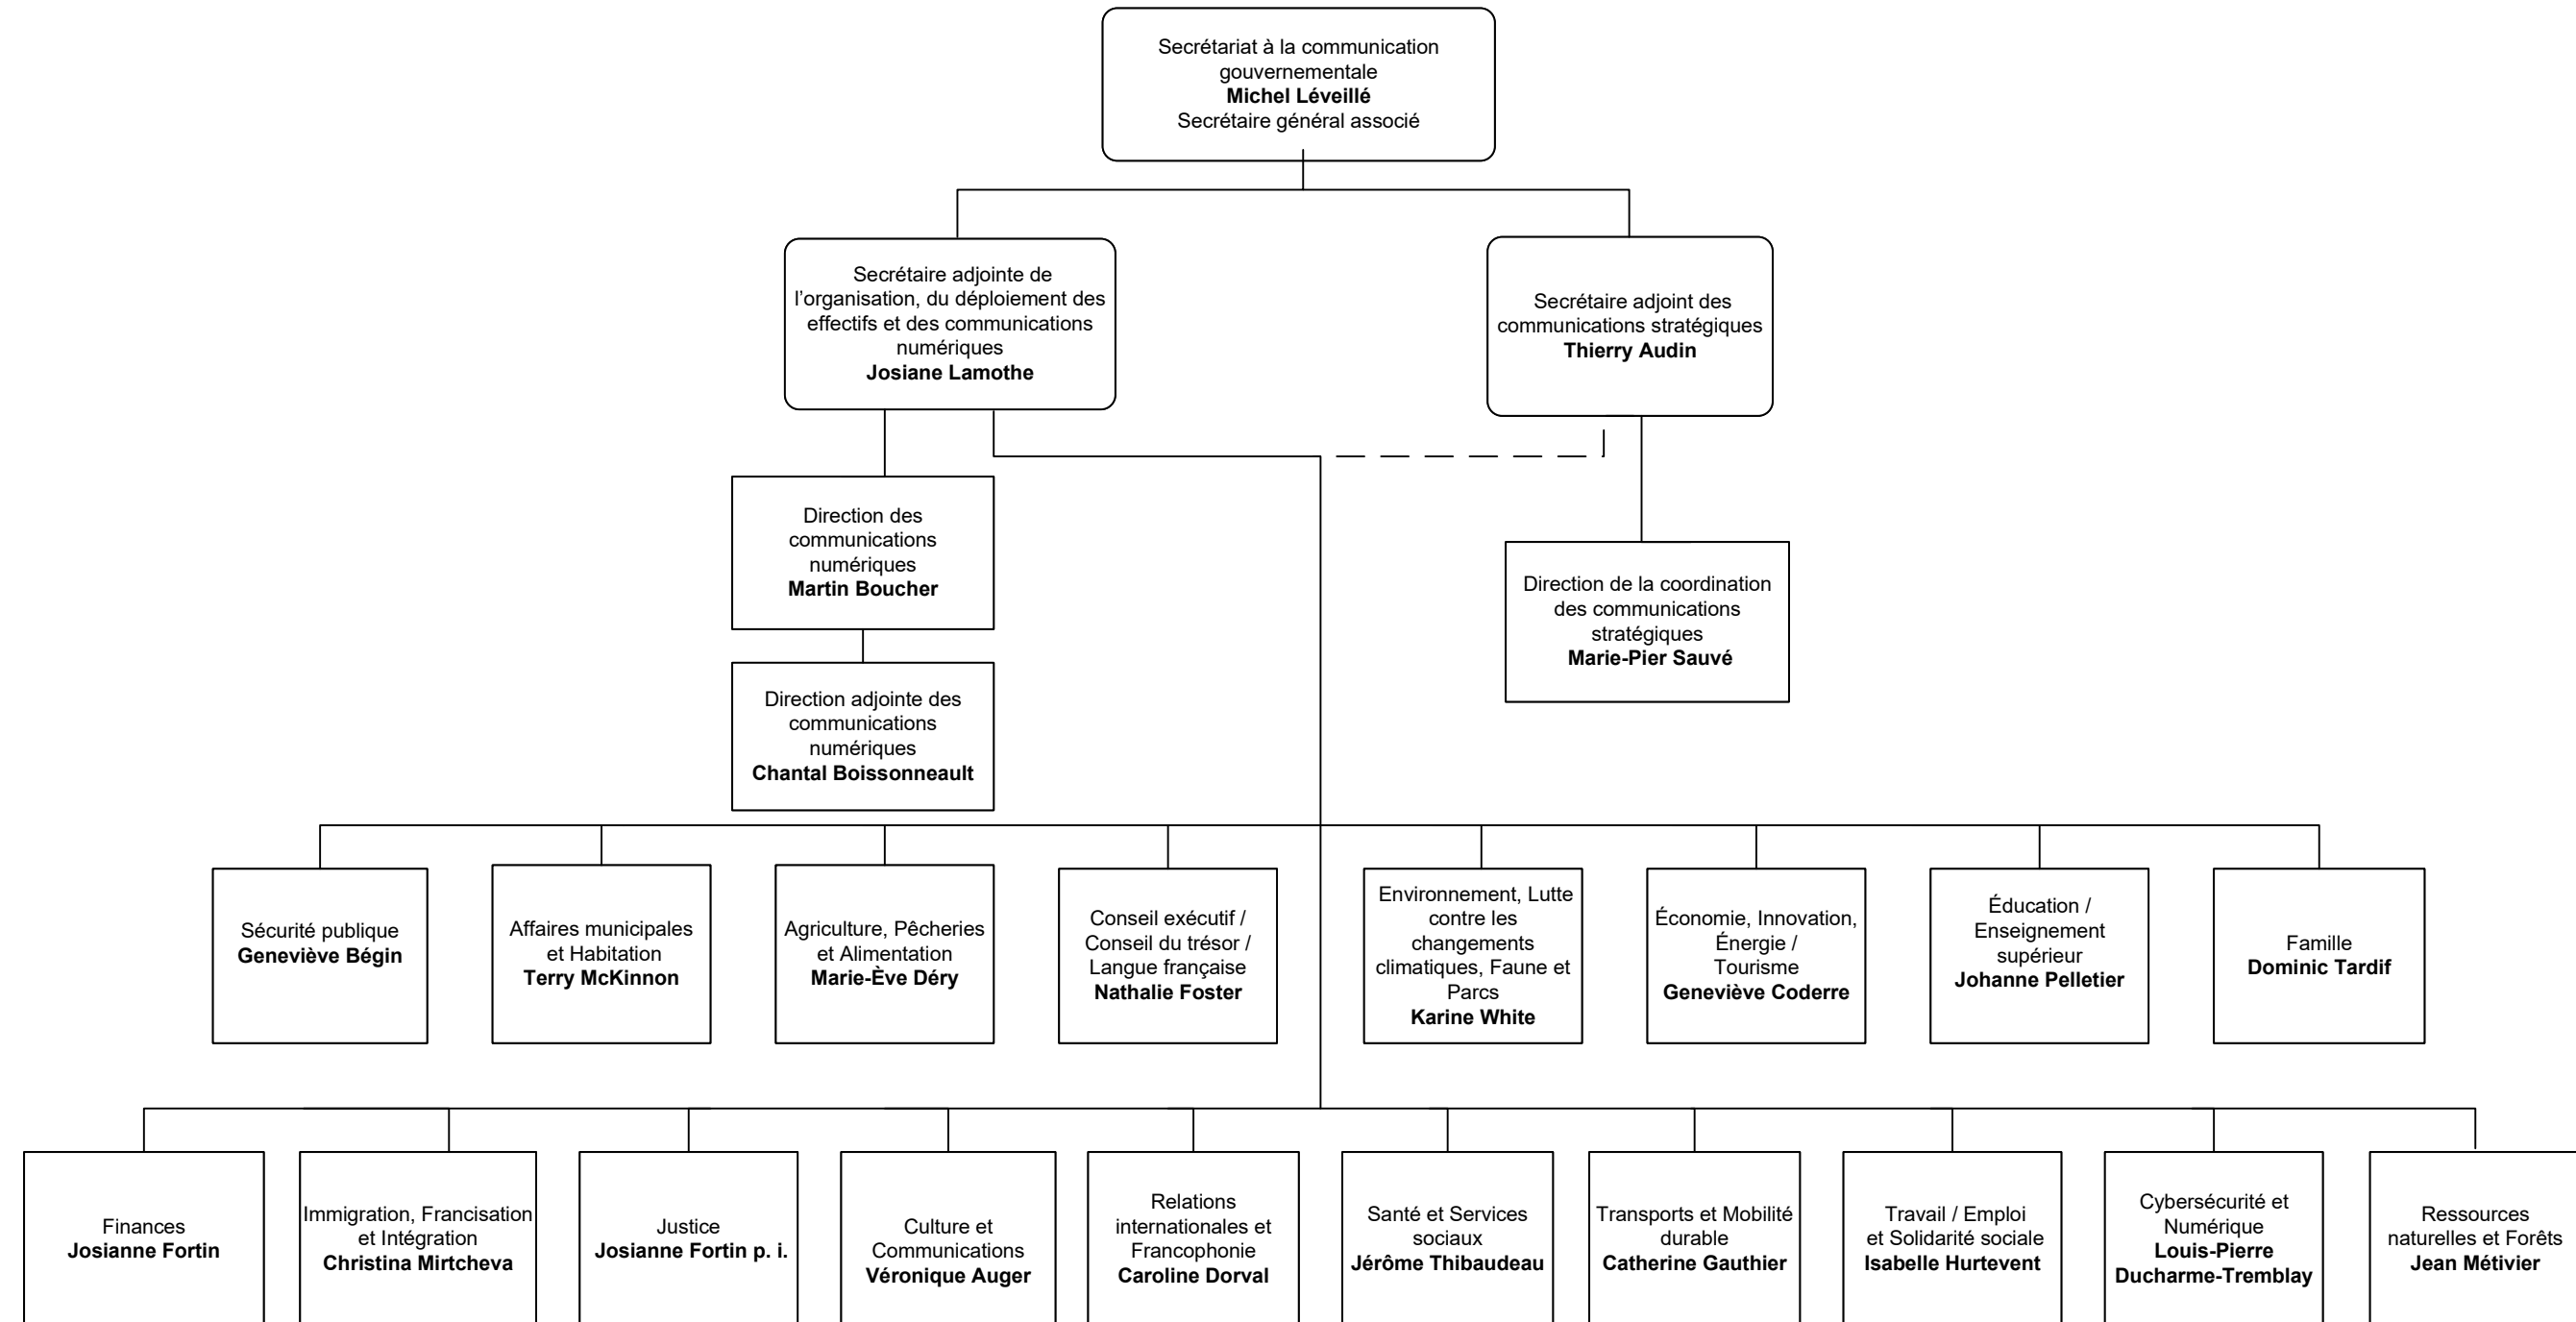 Secrétariat à la communication
gouvernementale
Michel Léveillé
Secrétaire général associé
Secrétaire adjointe de
l’organisation, du déploiement des
effectifs et des communications
numériques
Josiane Lamothe
Secrétaire adjoint des
communications stratégiques
Thierry Audin
Direction des
communications
numériques
Martin Boucher
Direction de la coordination
des communications
stratégiques
Marie-Pier Sauvé
Direction adjointe des
communications
numériques
Chantal Boissonneault
Sécurité publique
Geneviève Bégin
Affaires municipales
et Habitation
Terry McKinnon
Agriculture, Pêcheries
et Alimentation
Marie-Ève Déry
Conseil exécutif /
Conseil du trésor /
Langue française
Nathalie Foster
Environnement, Lutte
contre les
changements
climatiques, Faune et
Parcs
Karine White
Économie, Innovation,
Énergie /
Tourisme
Geneviève Coderre
Éducation /
Enseignement
supérieur
Johanne Pelletier
Famille
Dominic Tardif
Finances
Josianne Fortin
Immigration, Francisation
et Intégration
Christina Mirtcheva
Justice
Josianne Fortin p. i.
Culture et
Communications
Véronique Auger
Relations
internationales et
Francophonie
Caroline Dorval
Santé et Services
sociaux
Jérôme Thibaudeau
Transports et Mobilité
durable
Catherine Gauthier
Travail / Emploi
et Solidarité sociale
Isabelle Hurtevent
Cybersécurité et
Numérique
Louis-Pierre
Ducharme-Tremblay
Ressources
naturelles et Forêts
Jean Métivier